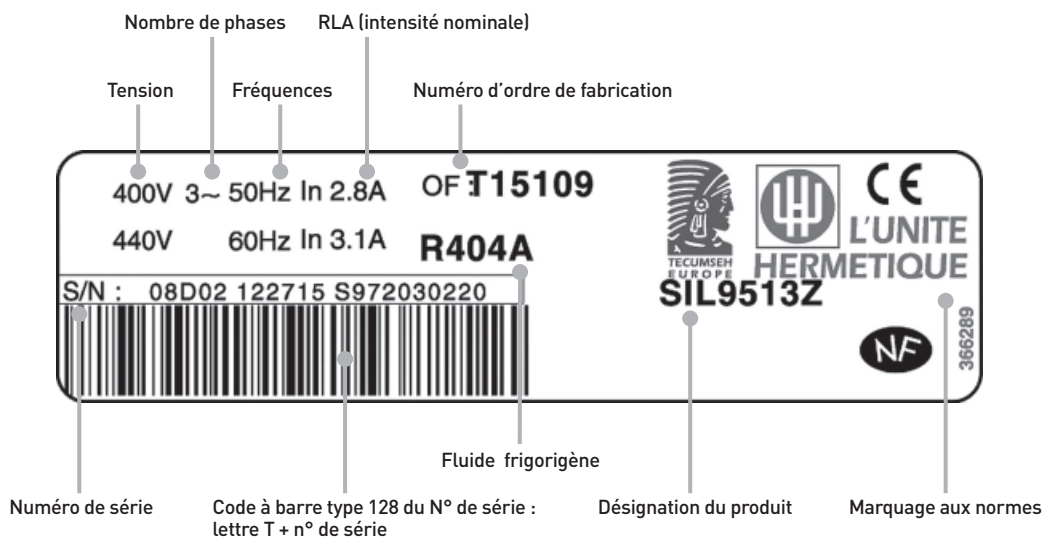 Nombre de phases
RLA (intensité nominale)
Tension
Fréquences
Numéro d'ordre de fabrication
400V 3~ 50Hz In 2.8A
OF : T15109
440V 60Hz In 3.1A
R404A
TECUMSEH
EUROPE
CE
L'UNITE
HERMETIQUE
S/N : 08D02 122715 S972030220
SIL9513Z
NF
366289
Fluide frigorigène
Numéro de série
Code à barre type 128 du N° de série :
lettre T + n° de série
Désignation du produit
Marquage aux normes